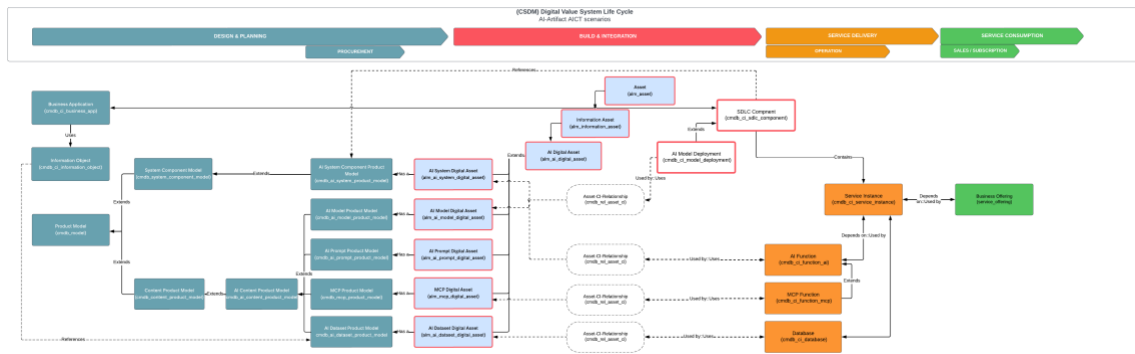 (CSDM) Digital Value System Life Cycle
AI-Artifact AICT scenarios
DESIGN & PLANNING
BUILD & INTEGRATION
SERVICE DELIVERY
SERVICE CONSUMPTION
PROCUREMENT
OPERATION
SALES / SUBSCRIPTION
References
Business Application
(cmdb_ci_business_app)
Uses
Information Object
(cmdb_ci_information_object)
Asset
(alm_asset)
Information Asset
(alm_information_asset)
AI Digital Asset
(alm_ai_digital_asset)
Extends
SDLC Compment
(cmdb_ci_sdlc_component)
Extends
AI Model Deployment
(cmdb_ci_model_deployment)
Contains
System Component Model
(cmdb_system_component_model)
Extends
AI System Component Product
Model
(cmdb_ai_system_product_model)
Has a
AI System Digital Asset
(alm_ai_system_digital_asset)
Used by: Uses
Asset-CI Relationship
(cmdb_rel_asset_ci)
Service Instance
(cmdb_ci_service_instance)
Depends
on: Used by
Business Offering
(service_offering)
Extends
AI Model Product Model
(cmdb_ai_model_product_model)
Has a
AI Model Digital Asset
(alm_ai_model_digital_asset)
Product Model
(cmdb_model)
Depends on: Used by
Extends
AI Prompt Product Model
(cmdb_ai_prompt_product_model)
Has a
AI Prompt Digital Asset
(alm_ai_prompt_digital_asset)
Asset-CI Relationship
(cmdb_rel_asset_ci)
Used by: Uses
AI Function
(cmdb_ci_function_ai)
Extends
Extends
Content Product Model
(cmdb_content_product_model)
Extends
AI Content Product Model
(cmdb_ai_content_product_model)
MCP Product Model
(cmdb_mcp_product_model)
Has a
MCP Digital Asset
(alm_mcp_digital_asset)
Asset-CI Relationship
(cmdb_rel_asset_ci)
Used by: Uses
MCP Function
(cmdb_ci_function_mcp)
AI Dataset Product Model
(cmdb_ai_dataset_product_model)
Has a
AI Dataset Digital Asset
(alm_ai_dataset_digital_asset)
Asset-CI Relationship
(cmdb_rel_asset_ci)
Used by: Uses
Database
(cmdb_ci_database)
References